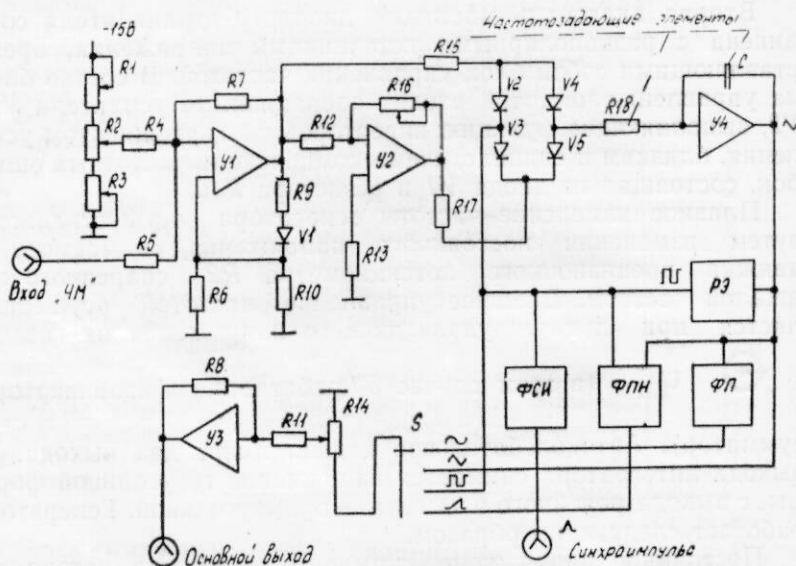 Частотозадающие элементы
-15В
R1
R2
R3
R4
R5
R6
R7
У1
R9
V1
R10
R12
R13
R16
У2
R17
R15
V2
V3
V4
V5
R18
C
У4
Вход „ЧМ"
R8
У3
R11
R14
S
Основной выход
РЭ
ФСИ
ФПН
ФП
Синхроимпульс